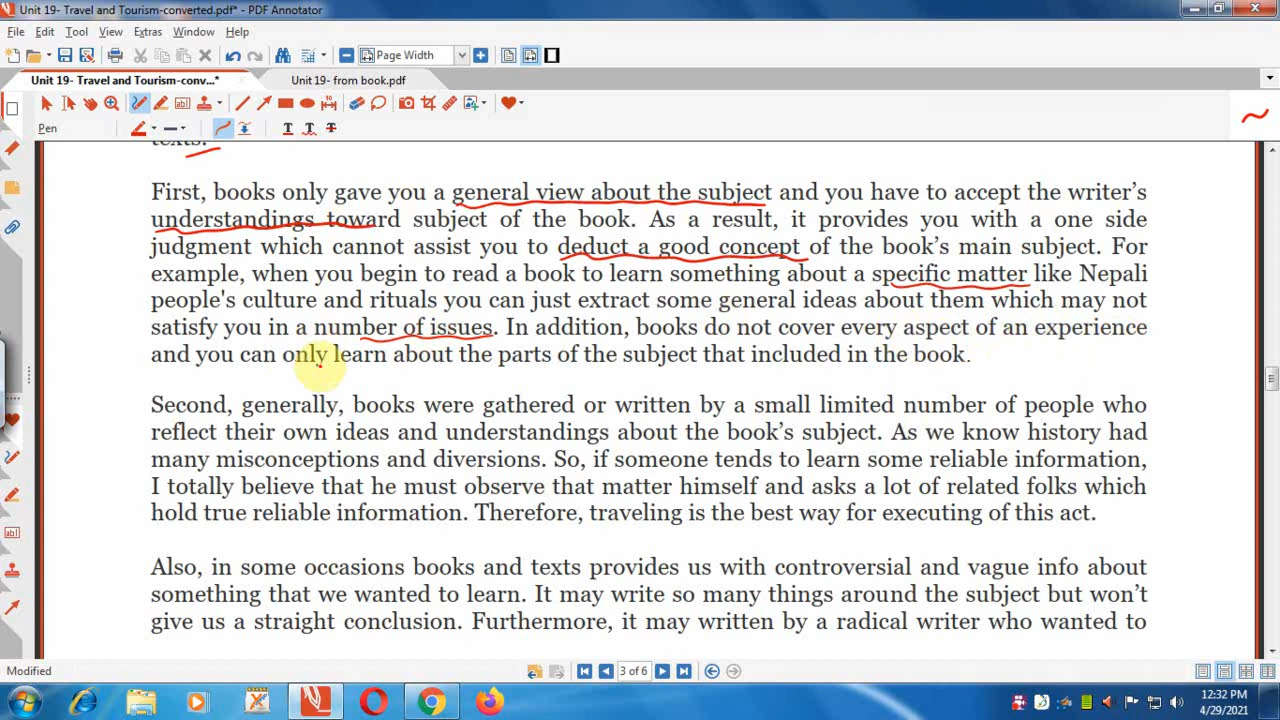 Unit 19- Travel and Tourism-converted.pdf* - PDF Annotator
File Edit Tool View Extras Window Help
Page Width
Unit 19- Travel and Tourism-conv...* Unit 19- from book.pdf
Pen
texts.
First, books only gave you a general view about the subject and you have to accept the writer's
understandings toward subject of the book. As a result, it provides you with a one side
judgment which cannot assist you to deduct a good concept of the book's main subject. For
example, when you begin to read a book to learn something about a specific matter like Nepali
people's culture and rituals you can just extract some general ideas about them which may not
satisfy you in a number of issues. In addition, books do not cover every aspect of an experience
and you can only learn about the parts of the subject that included in the book.
Second, generally, books were gathered or written by a small limited number of people who
reflect their own ideas and understandings about the book's subject. As we know history had
many misconceptions and diversions. So, if someone tends to learn some reliable information,
I totally believe that he must observe that matter himself and asks a lot of related folks which
hold true reliable information. Therefore, traveling is the best way for executing of this act.
Also, in some occasions books and texts provides us with controversial and vague info about
something that we wanted to learn. It may write so many things around the subject but won't
give us a straight conclusion. Furthermore, it may written by a radical writer who wanted to
Modified 3 of 6
12:32 PM
4/29/2021